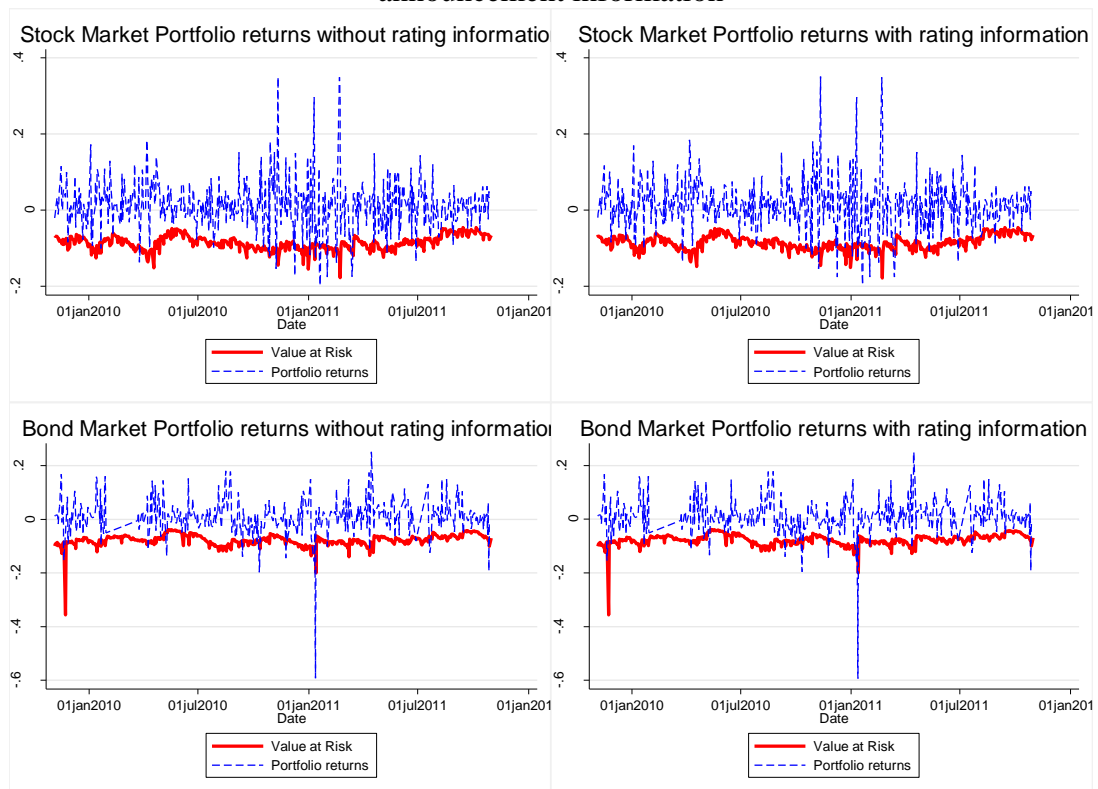 announcement information
Stock Market Portfolio returns without rating informatio
.4
.2
0
-.2
01jan2010 01jul2010 01jan2011 01jul2011 01jan201
Date
Value at Risk
Portfolio returns
Stock Market Portfolio returns with rating information
.4
.2
0
-.2
01jan2010 01jul2010 01jan2011 01jul2011 01jan201
Date
Value at Risk
Portfolio returns
Bond Market Portfolio returns without rating information
.2
0
-.2
-.4
-.6
01jan2010 01jul2010 01jan2011 01jul2011 01jan201
Date
Value at Risk
Portfolio returns
Bond Market Portfolio returns with rating information
.2
0
-.2
-.4
-.6
01jan2010 01jul2010 01jan2011 01jul2011 01jan201
Date
Value at Risk
Portfolio returns